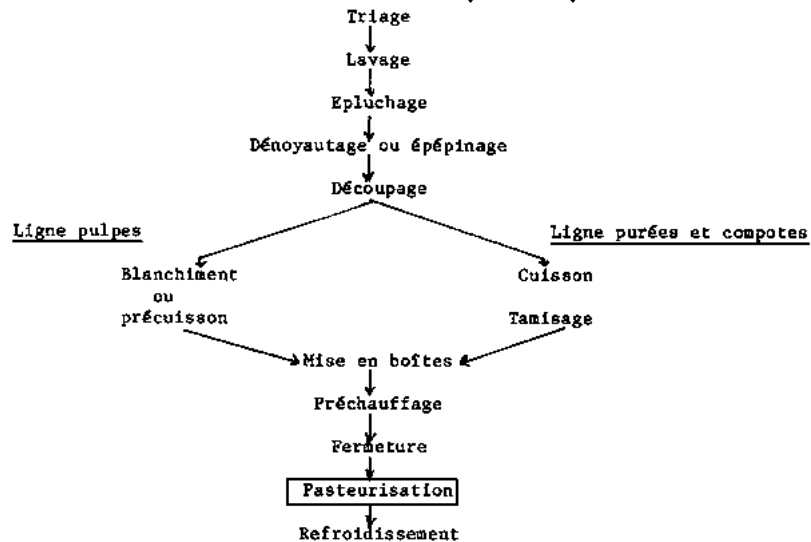 Triage
Lavage
Epluchage
Dénoyautage ou épépinage
Découpage
Ligne pulpes
Ligne purées et compotes
Blanchiment
ou
précuisson
Cuisson
Tamisage
Mise en boîtes
Préchauffage
Fermeture
Pasteurisation
Refroidissement